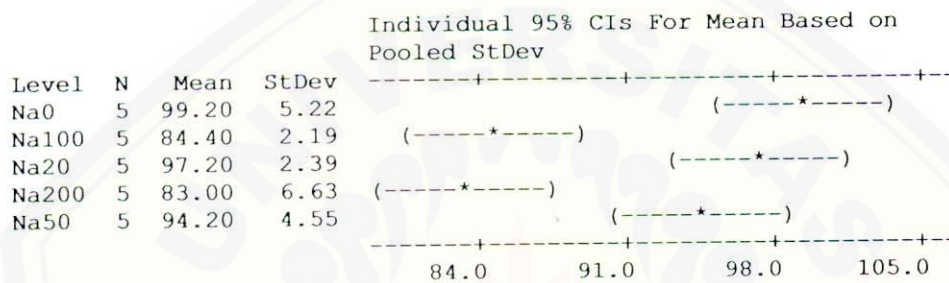 Individual 95% CIs For Mean Based on
Pooled StDev
Level   N    Mean   StDev   -------+---------+---------+---------+--
Na0     5   99.20    5.22                          (-----*-----)
Na100   5   84.40    2.19     (-----*-----)
Na20    5   97.20    2.39                       (-----*-----)
Na200   5   83.00    6.63   (-----*-----)
Na50    5   94.20    4.55                   (-----*-----)
-------+---------+---------+---------+--
84.0      91.0      98.0     105.0
UNIVERSITAS